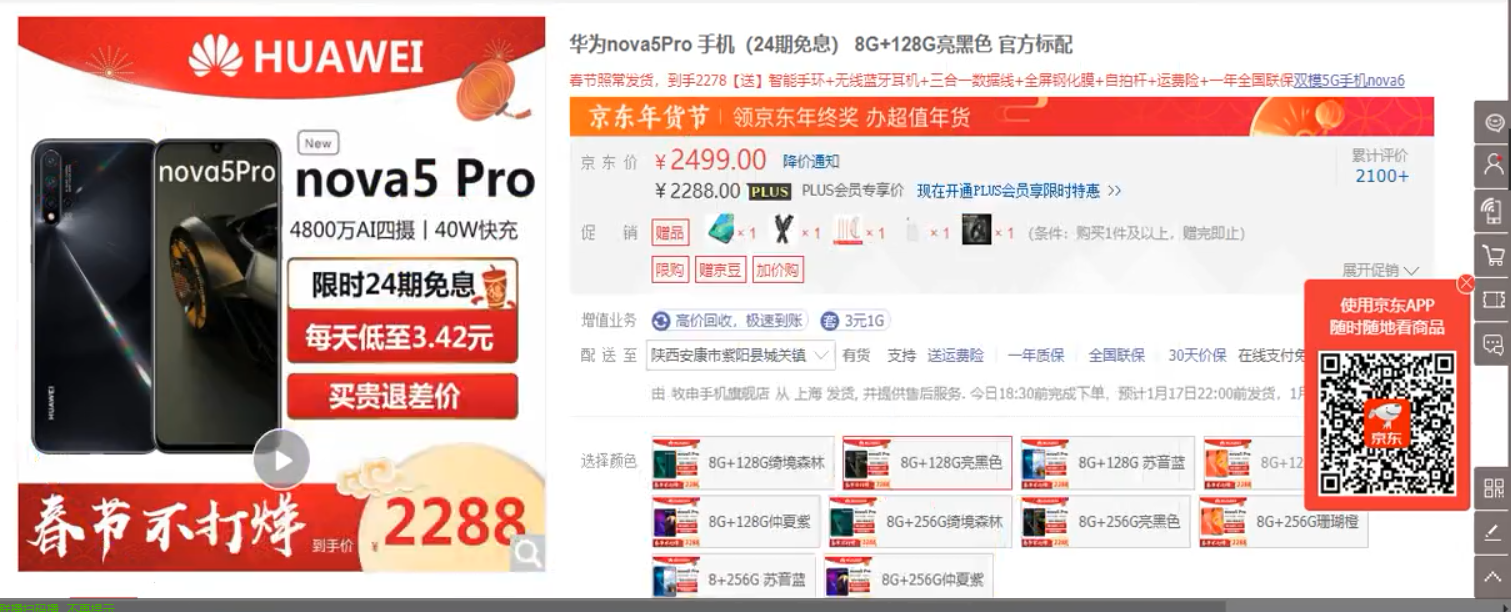 HUAWEI
New
nova5Pro
nova5 Pro
4800万AI四摄|40W快充
限时24期免息
每天低至3.42元
买贵退差价
HUAWEI
春节不打烊
到手价 ¥2288
华为nova5Pro 手机（24期免息） 8G+128G亮黑色 官方标配
春节照常发货，到手2278【送】智能手环+无线蓝牙耳机+三合一数据线+全屏钢化膜+自拍杆+运费险+一年全国联保双模5G手机nova6
京东年货节 | 领京东年终奖 办超值年货
京东价 ¥2499.00 降价通知
累计评价
2100+
¥2288.00 PLUS PLUS会员专享价 现在开通PLUS会员享限时特惠 >>
促销 赠品 ×1 ×1 ×1 ×1 ×1 (条件：购买1件及以上，赠完即止)
限购 赠京豆 加价购
展开促销
增值业务 高价回收，极速到账 套 3元1G
配送至 陕西安康市紫阳县城关镇 有货 支持 送运费险 一年质保 全国联保 30天价保 在线支付免
由 牧申手机旗舰店 从 上海 发货, 并提供售后服务. 今日18:30前完成下单，预计1月17日22:00前发货，1月
选择颜色 8G+128G绮境森林 8G+128G亮黑色 8G+128G 苏音蓝 8G+12
8G+128G仲夏紫 8G+256G绮境森林 8G+256G亮黑色 8G+256G珊瑚橙
8+256G 苏音蓝 8G+256G仲夏紫
使用京东APP
随时随地看商品
京东